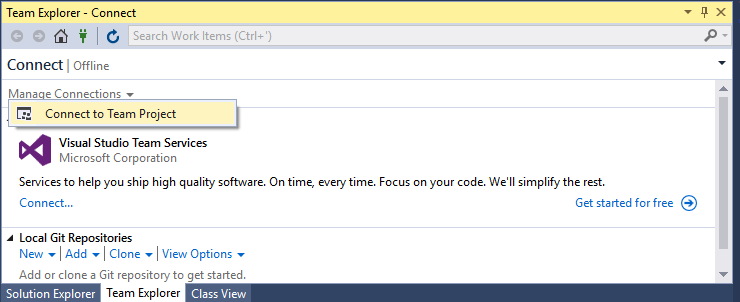 Team Explorer - Connect
Search Work Items (Ctrl+')
Connect | Offline
Manage Connections
Connect to Team Project
Visual Studio Team Services
Microsoft Corporation
Services to help you ship high quality software. On time, every time. Focus on your code. We'll simplify the rest.
Connect... Get started for free
Local Git Repositories
New | Add | Clone | View Options
Add or clone a Git repository to get started.
Solution Explorer Team Explorer Class View